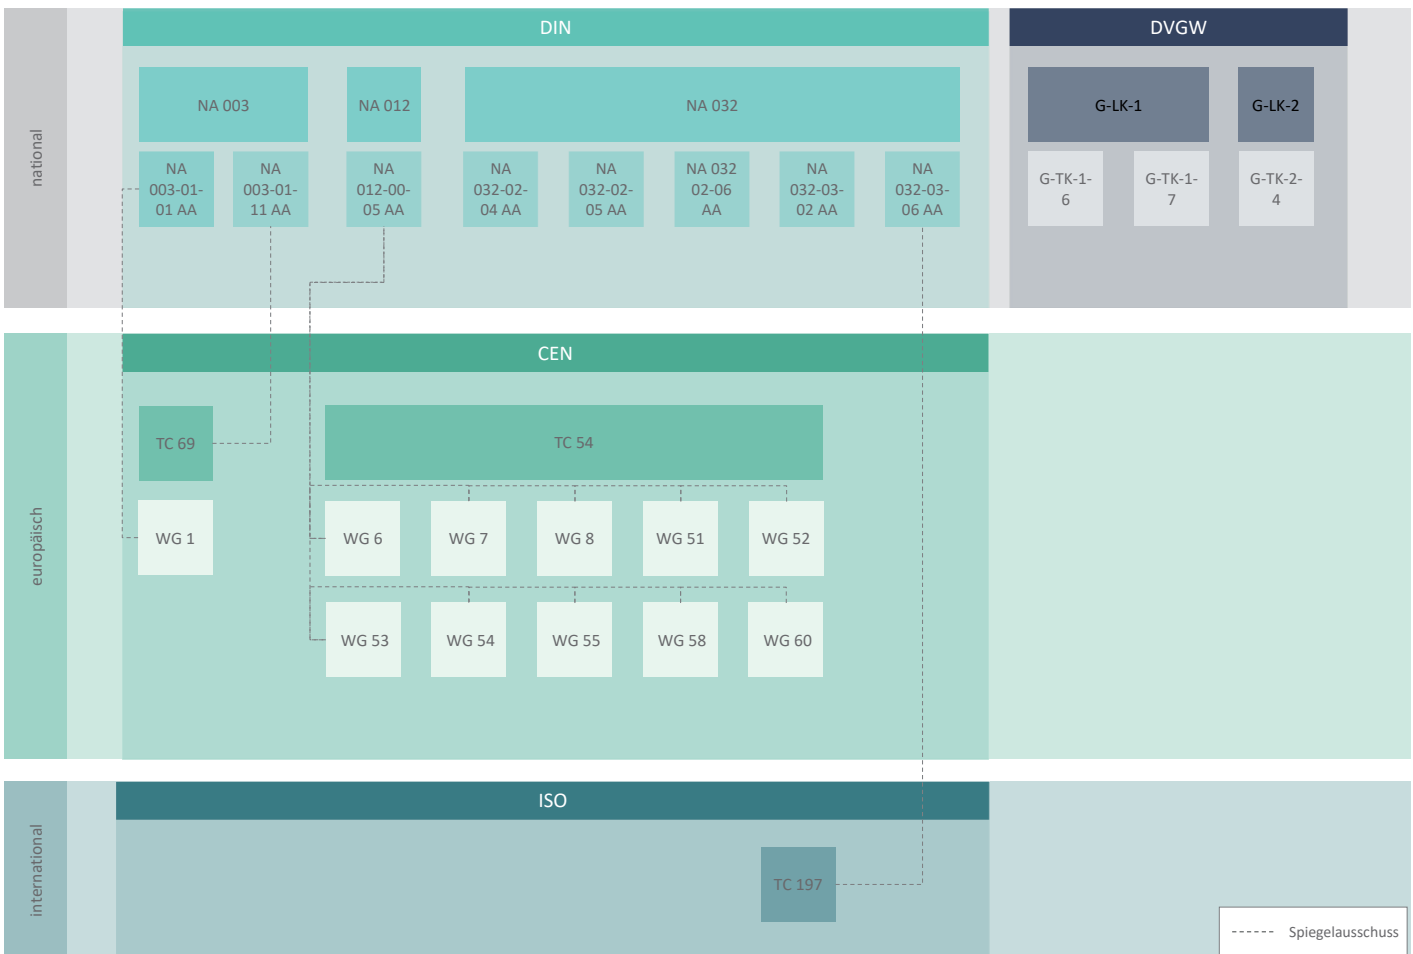 DIN
DVGW
national
NA 003
NA 012
NA 032
G-LK-1
G-LK-2
NA
003-01-
01 AA
NA
003-01-
11 AA
NA
012-00-
05 AA
NA
032-02-
04 AA
NA
032-02-
05 AA
NA 032
02-06
AA
NA
032-03-
02 AA
NA
032-03-
06 AA
G-TK-1-
6
G-TK-1-
7
G-TK-2-
4
CEN
europäisch
TC 69
TC 54
WG 1
WG 6
WG 7
WG 8
WG 51
WG 52
WG 53
WG 54
WG 55
WG 58
WG 60
ISO
international
TC 197
Spiegelausschuss